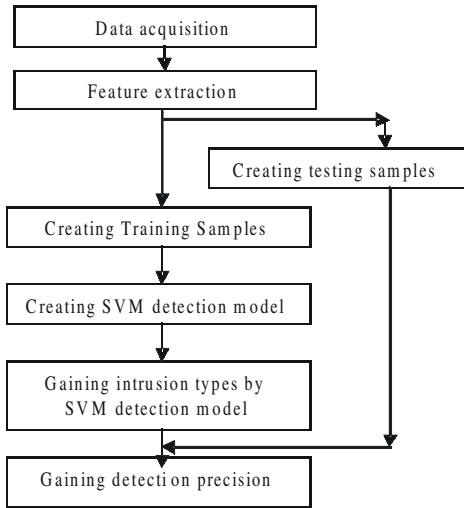 Data acquisition
Feature extraction
Creating testing samples
Creating Training Samples
Creating SVM detection model
Gaining intrusion types by
SVM detection model
Gaining detection precision